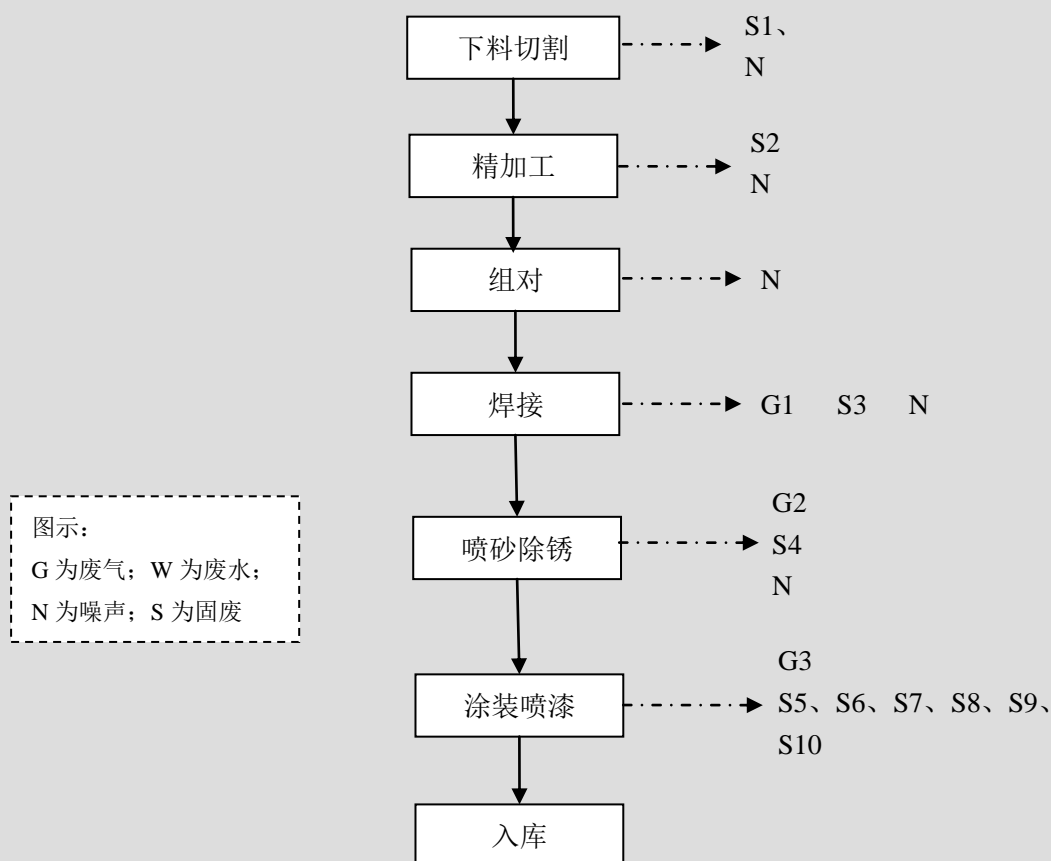 下料切割
S1、
N
精加工
S2
N
组对
N
焊接
G1 S3 N
喷砂除锈
G2
S4
N
图示：
G 为废气；W 为废水；
N 为噪声；S 为固废
涂装喷漆
G3
S5、S6、S7、S8、S9、
S10
入库